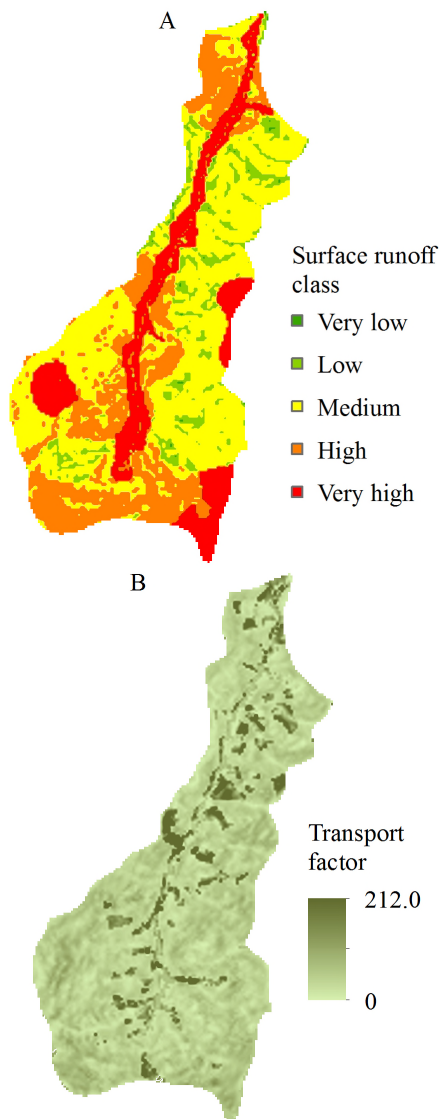 A
Surface runoff
class
Very low
Low
Medium
High
Very high
B
Transport
factor
212.0
0